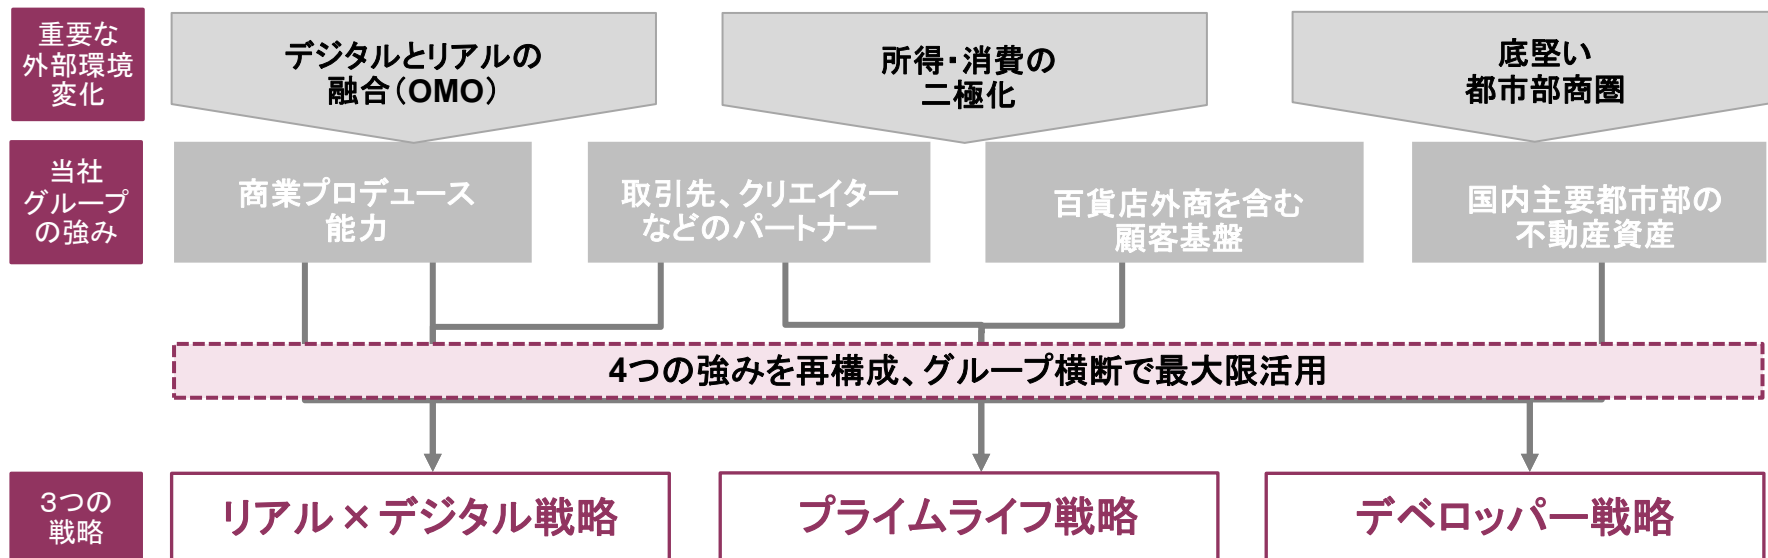 重要な
外部環境
変化
デジタルとリアルの
融合（OMO）
所得・消費の
二極化
底堅い
都市部商圏
当社
グループ
の強み
商業プロデュース
能力
取引先、クリエイター
などのパートナー
百貨店外商を含む
顧客基盤
国内主要都市部の
不動産資産
4つの強みを再構成、グループ横断で最大限活用
3つの
戦略
リアル×デジタル戦略
プライムライフ戦略
デベロッパー戦略